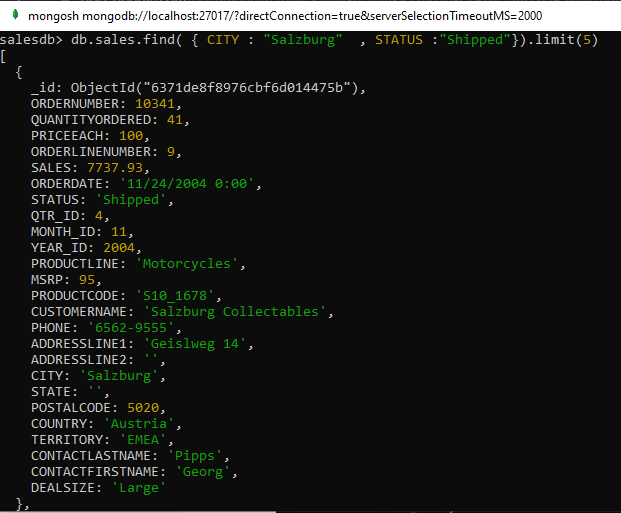 mongosh mongodb://localhost:27017/?directConnection=true&serverSelectionTimeoutMS=2000
salesdb> db.sales.find( { CITY : "Salzburg"  , STATUS :"Shipped"}).limit(5)
[
  {
    _id: ObjectId("6371de8f8976cbf6d014475b"),
    ORDERNUMBER: 10341,
    QUANTITYORDERED: 41,
    PRICEEACH: 100,
    ORDERLINENUMBER: 9,
    SALES: 7737.93,
    ORDERDATE: '11/24/2004 0:00',
    STATUS: 'Shipped',
    QTR_ID: 4,
    MONTH_ID: 11,
    YEAR_ID: 2004,
    PRODUCTLINE: 'Motorcycles',
    MSRP: 95,
    PRODUCTCODE: 'S10_1678',
    CUSTOMERNAME: 'Salzburg Collectables',
    PHONE: '6562-9555',
    ADDRESSLINE1: 'Geislweg 14',
    ADDRESSLINE2: '',
    CITY: 'Salzburg',
    STATE: '',
    POSTALCODE: 5020,
    COUNTRY: 'Austria',
    TERRITORY: 'EMEA',
    CONTACTLASTNAME: 'Pipps',
    CONTACTFIRSTNAME: 'Georg',
    DEALSIZE: 'Large'
  },